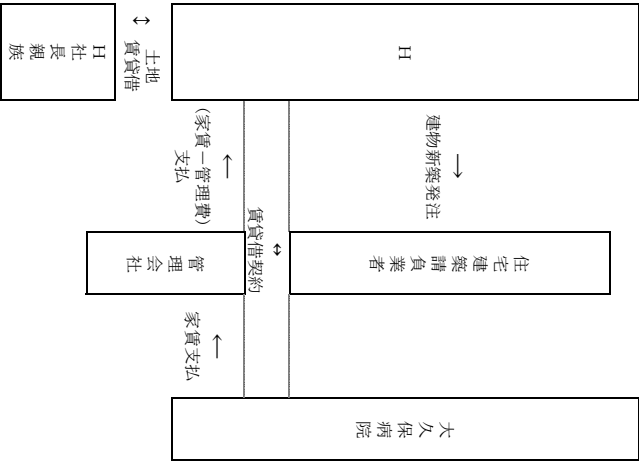 H
H社長親族
↔
土地
賃貸借
建物新築発注
→
住宅建築請負業者
管理会社
賃貸借契約
↔
(家賃－管理費)
支払
←
家賃支払
←
大久保病院